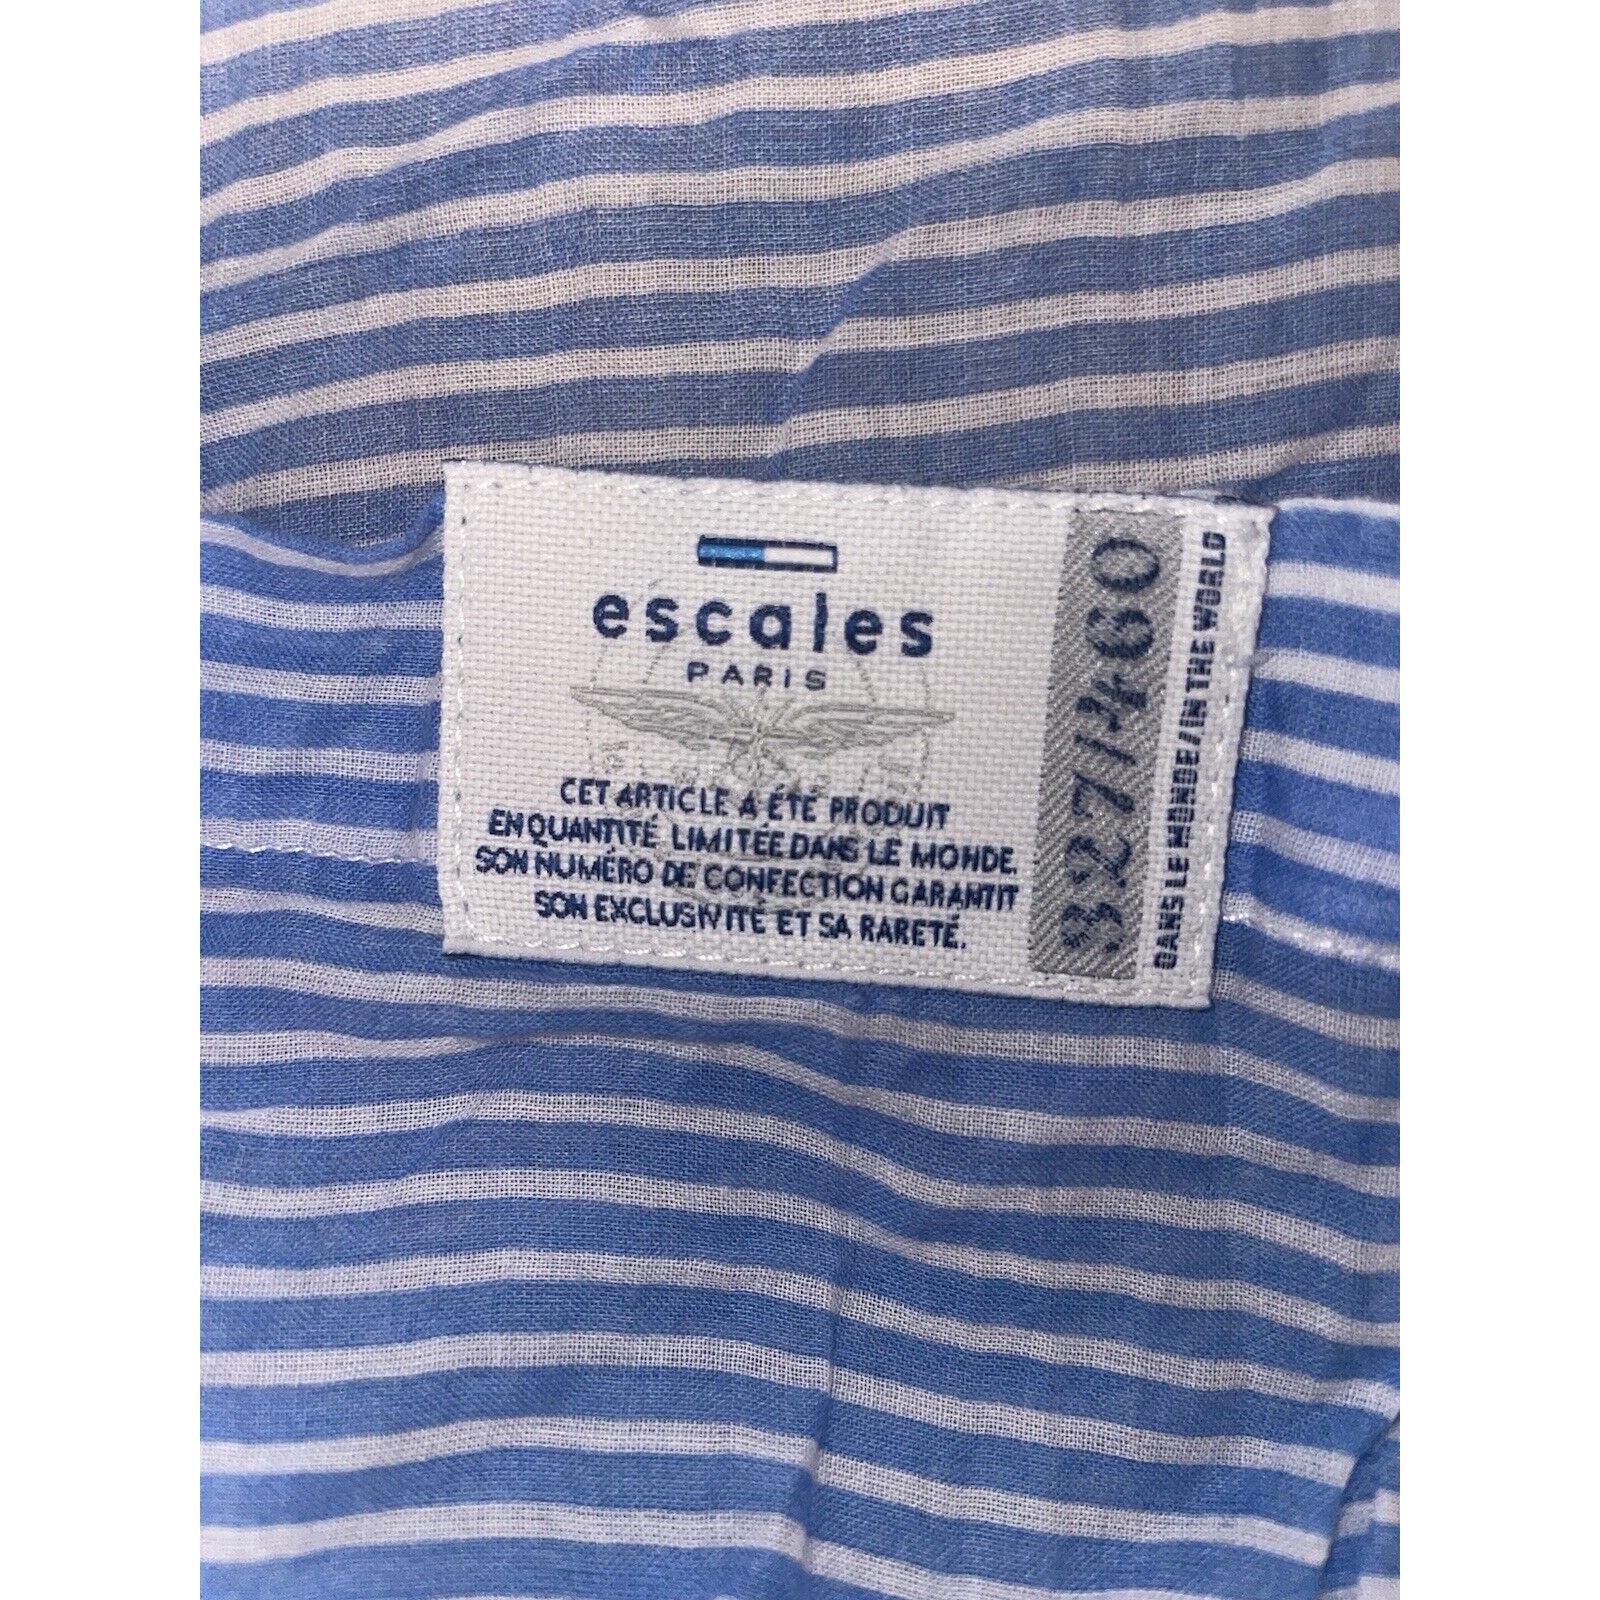 escales
PARIS
CET ARTICLE A ÉTÉ PRODUIT
EN QUANTITÉ LIMITÉE DANS LE MONDE.
SON NUMÉRO DE CONFECTION GARANTIT
SON EXCLUSIVITÉ ET SA RARETÉ.
3271460
DANS LE MONDE/IN THE WORLD